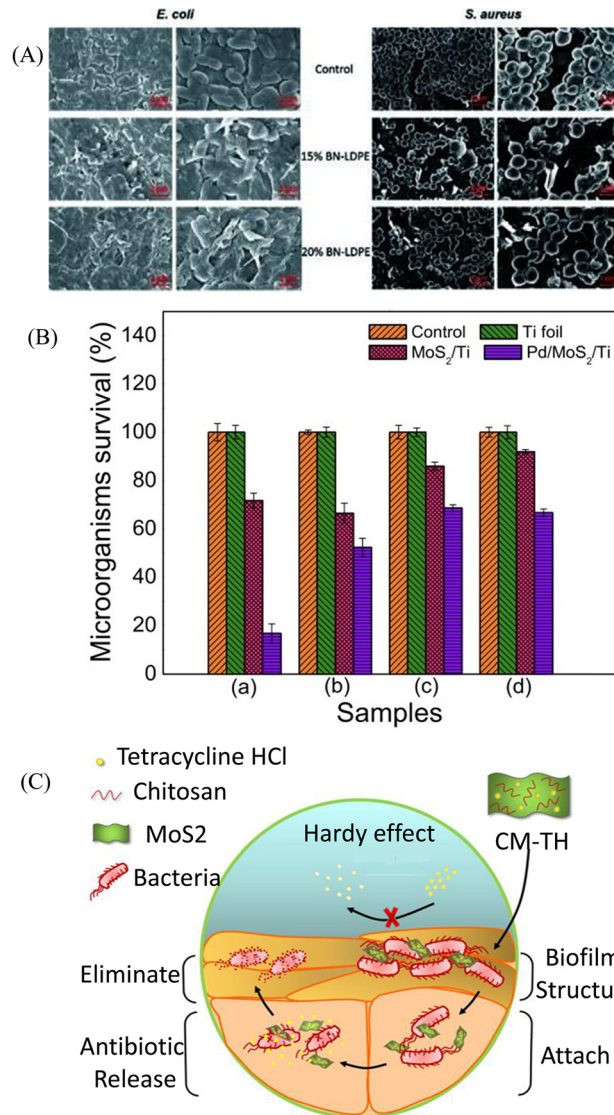 E. coli
S. aureus
(A)
Control
15% BN-LDPE
20% BN-LDPE
(B)
Microorganisms survival (%)
140
120
100
80
60
40
20
0
Control
Ti foil
MoS2/Ti
Pd/MoS2/Ti
(a)
(b)
(c)
(d)
Samples
(C)
Tetracycline HCl
Chitosan
MoS2
Bacteria
CM-TH
Hardy effect
Eliminate
Biofilm
Structu
Antibiotic
Release
Attach